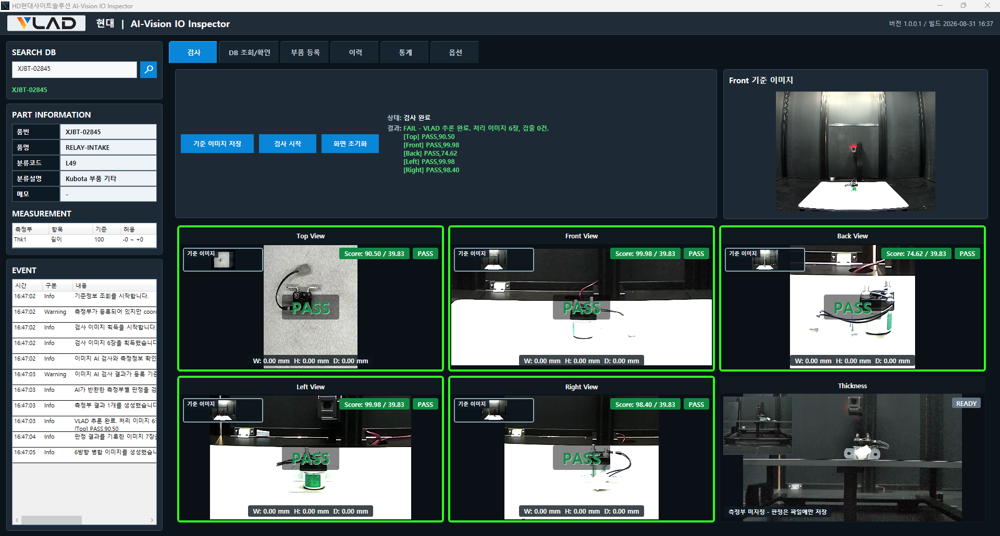 HD현대사이트솔루션 AI-Vision IO Inspector
VLAD 현대 | AI-Vision IO Inspector
버전 1.0.0.1 / 빌드 2026-08-31 16:37
SEARCH DB
XJBT-02845
XJBT-02845
PART INFORMATION
품번 XJBT-02845
품명 RELAY-INTAKE
분류코드 L49
분류설명 Kubota 부품 기타
메모 -
MEASUREMENT
측정부 항목 기준 허용
Thk1 길이 100 -0 ~ +0
EVENT
시간 구분 내용
16:47:02 Info 기준정보 조회를 시작합니다.
16:47:02 Warning 측정부가 등록되어 있지만 coord
16:47:02 Info 검사 이미지 획득을 시작합니다.
16:47:02 Info 검사 이미지 6장을 획득했습니다
16:47:02 Info 이미지 AI 검사와 측정정보 확인
16:47:03 Warning 이미지 AI 검사 결과가 등록 기준
16:47:03 Info AI가 반환한 측정부별 판정을 검
16:47:03 Info 측정부 결과 1개를 생성했습니다
16:47:03 Info VLAD 추론 완료. 처리 이미지 6장
[Top] PASS,90.50
16:47:04 Info 판정 결과를 기록한 이미지 7장을
16:47:05 Info 6방향 병합 이미지를 생성했습니
검사
DB 조회/확인
부품 등록
이력
통계
옵션
기준 이미지 저장
검사 시작
화면 초기화
상태: 검사 완료
결과: FAIL - VLAD 추론 완료. 처리 이미지 6장, 검출 0건.
[Top] PASS,90.50
[Front] PASS,99.98
[Back] PASS,74.62
[Left] PASS,99.98
[Right] PASS,98.40
Front 기준 이미지
Top View
기준 이미지
Score: 90.50 / 39.83 PASS
PASS
W: 0.00 mm H: 0.00 mm D: 0.00 mm
Front View
기준 이미지
Score: 99.98 / 39.83 PASS
PASS
W: 0.00 mm H: 0.00 mm D: 0.00 mm
Back View
기준 이미지
Score: 74.62 / 39.83 PASS
PASS
W: 0.00 mm H: 0.00 mm D: 0.00 mm
Left View
기준 이미지
Score: 99.98 / 39.83 PASS
PASS
W: 0.00 mm H: 0.00 mm D: 0.00 mm
Right View
기준 이미지
Score: 98.40 / 39.83 PASS
PASS
W: 0.00 mm H: 0.00 mm D: 0.00 mm
Thickness
READY
측정부 미지정 - 판정은 파일에만 저장